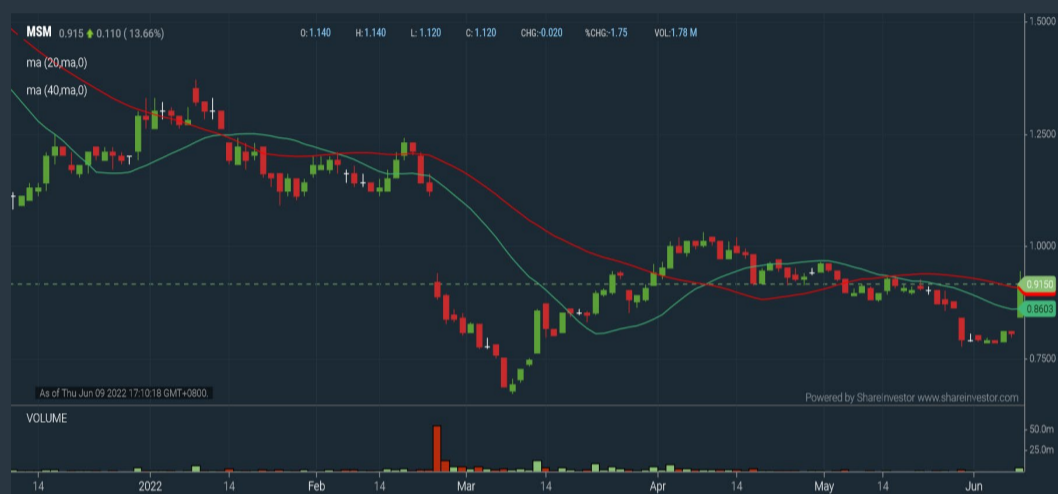 MSM 0.915 0.110 (13.66%) O:1.140 H:1.140 L: 1.120 C: 1.120 CHG:-0.020 %CHG:-1.75 VOL:1.78 M
ma (20,ma,0)
ma (40,ma,0)
1.5000
1.2500
1.0000
0.9150
0.8603
0.7500
As of Thu Jun 09 2022 17:10:18 GMT+0800.
Powered by ShareInvestor www.shareinvestor.com
VOLUME
50.0m
25.0m
14 2022 14 Feb 14 Mar 14 Apr 14 May 14 Jun